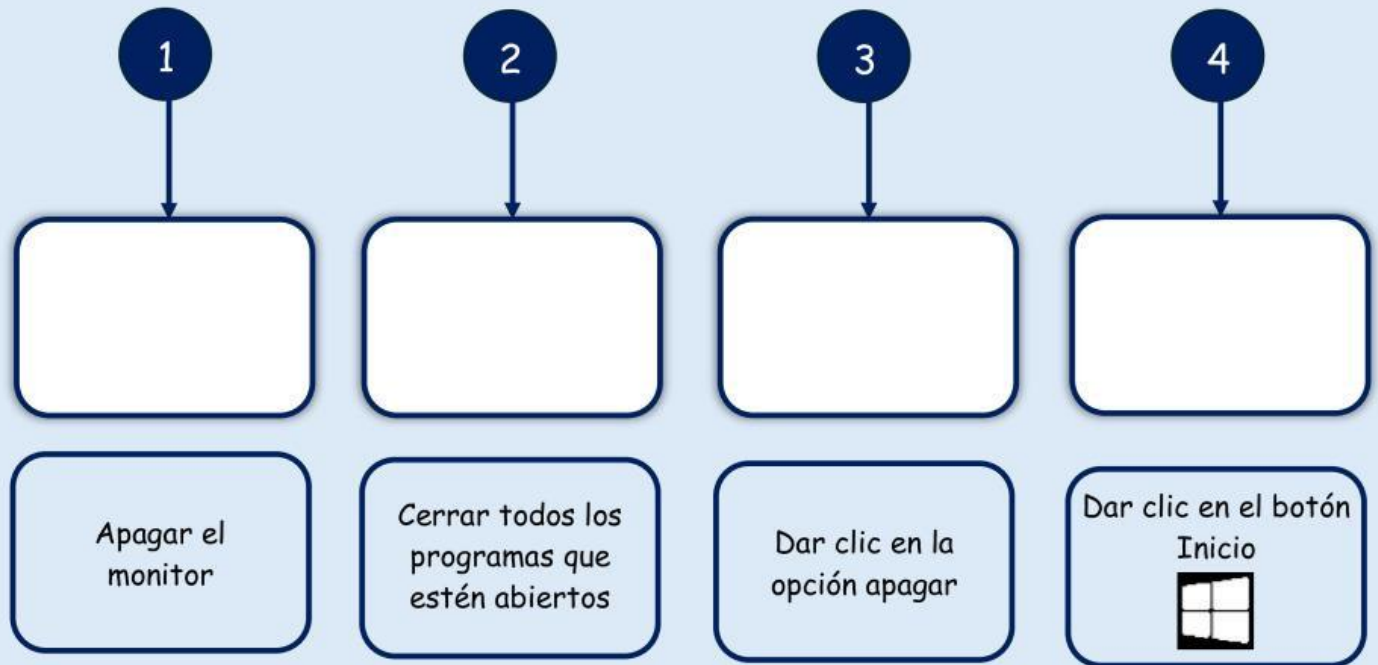 1
2
3
4
Apagar el
monitor
Cerrar todos los
programas que
estén abiertos
Dar clic en la
opción apagar
Dar clic en el botón
Inicio